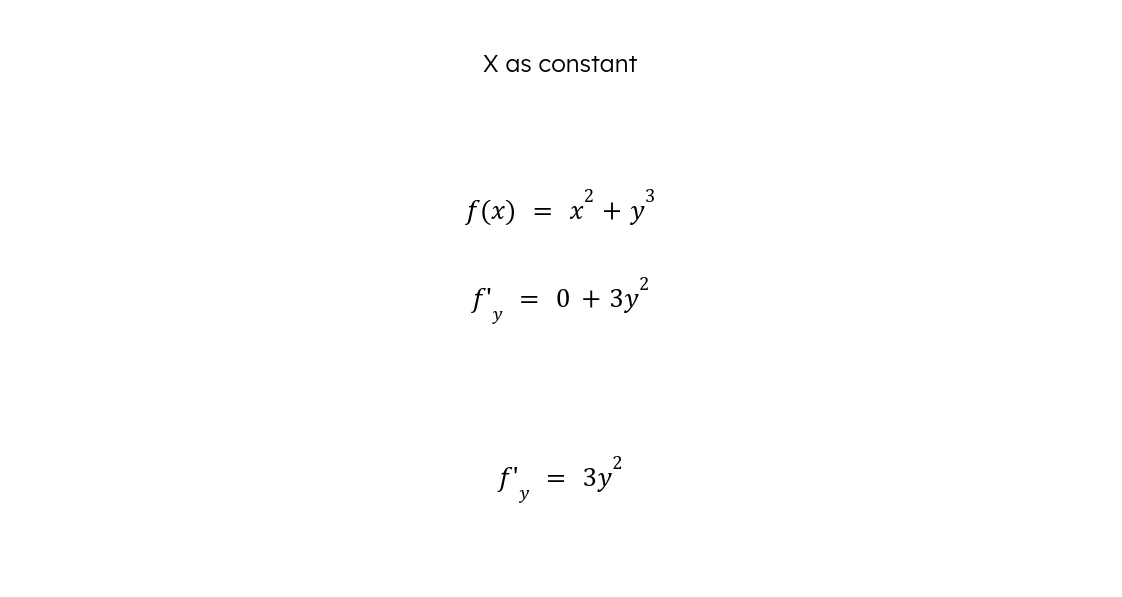 X as constant
f(x) = x² + y³
f'y = 0 + 3y²
f'y = 3y²